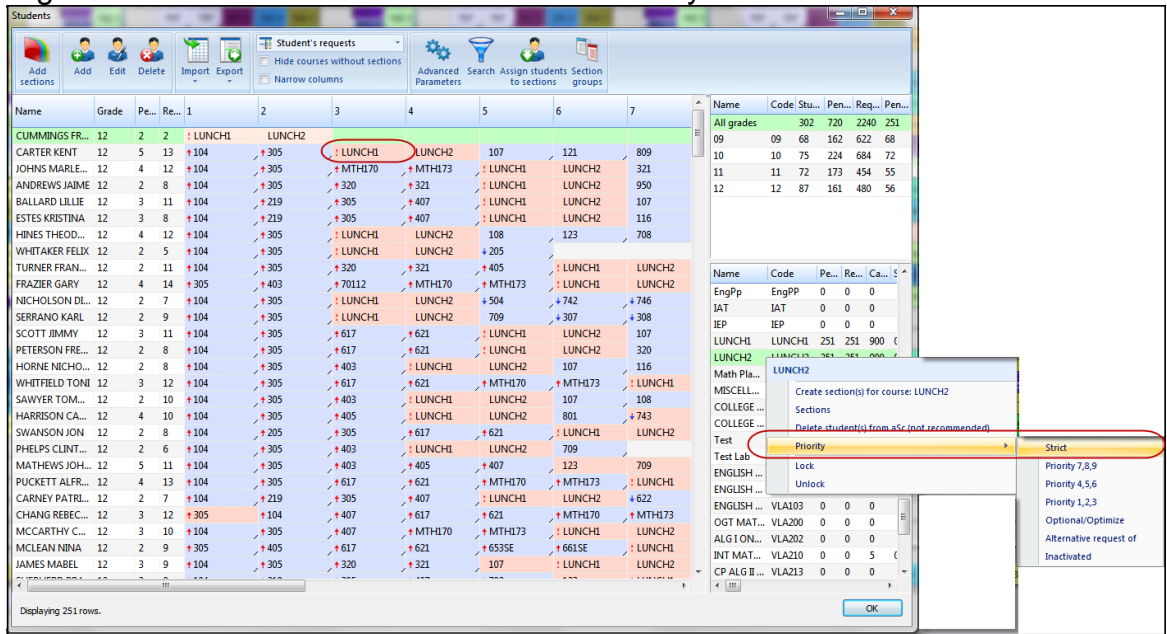 Students
Add sections
Add
Edit
Delete
Import
Export
Student's requests
Hide courses without sections
Narrow columns
Advanced Parameters
Search
Assign students to sections
Section groups
Name Grade Pe... Re... 1 2 3 4 5 6 7
CUMMINGS FR... 12 2 2 ! LUNCH1 LUNCH2
CARTER KENT 12 5 13 104 305 ! LUNCH1 LUNCH2 107 121 809
JOHNS MARLE... 12 4 12 104 305 MTH170 MTH173 ! LUNCH1 LUNCH2 321
ANDREWS JAIME 12 2 8 104 305 320 321 ! LUNCH1 LUNCH2 950
BALLARD LILLIE 12 3 11 104 219 305 407 ! LUNCH1 LUNCH2 107
ESTES KRISTINA 12 3 8 104 219 305 407 ! LUNCH1 LUNCH2 116
HINES THEOD... 12 4 12 104 305 ! LUNCH1 LUNCH2 108 123 708
WHITAKER FELIX 12 2 5 104 305 ! LUNCH1 LUNCH2 205
TURNER FRAN... 12 2 11 104 305 320 321 405 ! LUNCH1 LUNCH2
FRAZIER GARY 12 4 14 305 403 70112 MTH170 MTH173 ! LUNCH1 LUNCH2
NICHOLSON DI... 12 2 7 104 305 ! LUNCH1 LUNCH2 504 742 746
SERRANO KARL 12 2 9 104 305 ! LUNCH1 LUNCH2 709 307 308
SCOTT JIMMY 12 3 11 104 305 617 621 ! LUNCH1 LUNCH2 107
PETERSON FRE... 12 2 8 104 305 617 621 ! LUNCH1 LUNCH2 320
HORNE NICHO... 12 2 8 104 305 403 ! LUNCH1 LUNCH2 107 116
WHITFIELD TONI 12 3 12 104 305 617 621 MTH170 MTH173 ! LUNCH1
SAWYER TOM... 12 2 10 104 305 403 ! LUNCH1 LUNCH2 107 108
HARRISON CA... 12 4 10 104 305 405 ! LUNCH1 LUNCH2 801 743
SWANSON JON 12 2 8 104 205 305 617 621 ! LUNCH1 LUNCH2
PHELPS CLINT... 12 2 6 104 305 403 ! LUNCH1 LUNCH2 709
MATHEWS JOH... 12 5 11 104 305 403 405 407 123 709
PUCKETT ALFR... 12 4 13 104 305 617 621 MTH170 MTH173 ! LUNCH1
CARNEY PATRI... 12 2 7 104 219 305 407 ! LUNCH1 LUNCH2 622
CHANG REBEC... 12 3 12 305 104 407 617 621 MTH170 MTH173
MCCARTHY C... 12 3 10 104 305 407 MTH170 MTH173 ! LUNCH1 LUNCH2
MCLEAN NINA 12 2 9 305 405 617 621 653SE 661SE ! LUNCH1
JAMES MABEL 12 3 9 104 305 320 321 107 ! LUNCH1 LUNCH2
Displaying 251 rows.
Name Code Stu... Pen... Req... Pen...
All grades 302 720 2240 251
09 09 68 162 622 68
10 10 75 224 684 72
11 11 72 173 454 55
12 12 87 161 480 56
Name Code Pe... Re... Ca... S
EngPp EngPP 0 0 0
IAT IAT 0 0 0
IEP IEP 0 0 0
LUNCH1 LUNCH1 251 251 900
LUNCH2 LUNCH2 251 251 900
Math Pla...
MISCELL...
COLLEGE ...
COLLEGE ...
Test
Test Lab
ENGLISH ...
ENGLISH ...
ENGLISH ... VLA103 0 0 0
OGT MAT... VLA200 0 0 0
ALG I ON... VLA202 0 0 0
INT MAT... VLA210 0 0 5
CP ALG II ... VLA213 0 0 0
LUNCH2
Create section(s) for course: LUNCH2
Sections
Delete student(s) from aSc (not recommended)
Priority
Lock
Unlock
Strict
Priority 7,8,9
Priority 4,5,6
Priority 1,2,3
Optional/Optimize
Alternative request of
Inactivated
OK